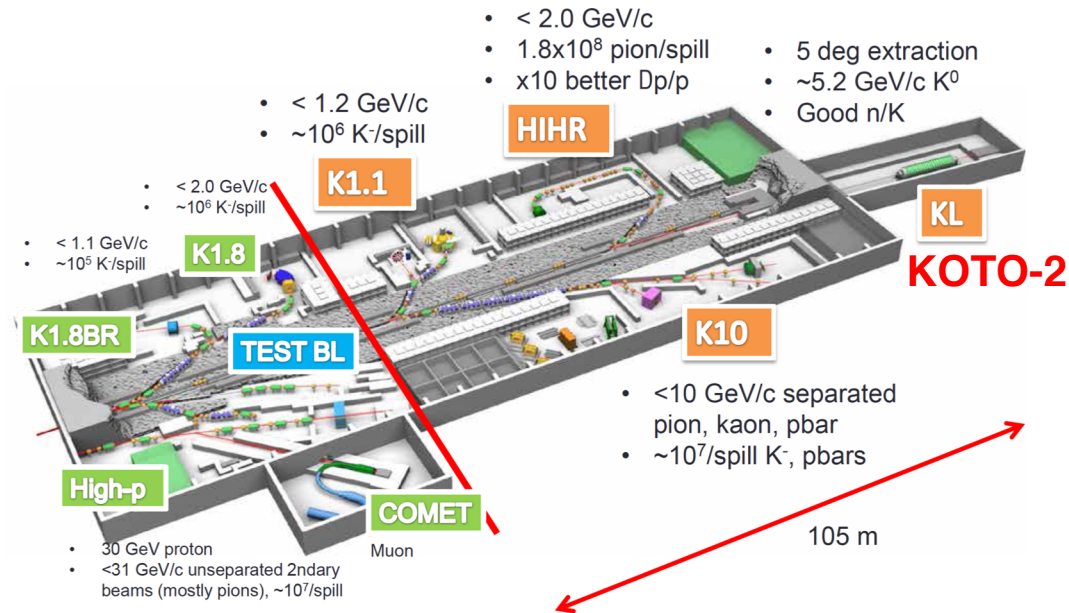 • < 2.0 GeV/c
• 1.8x10⁸ pion/spill
• x10 better Dp/p
HIHR
• 5 deg extraction
• ~5.2 GeV/c K⁰
• Good n/K
• < 1.2 GeV/c
• ~10⁶ K⁻/spill
K1.1
• < 2.0 GeV/c
• ~10⁶ K⁻/spill
K1.8
• < 1.1 GeV/c
• ~10⁵ K⁻/spill
K1.8BR
TEST BL
KL
KOTO-2
K10
• <10 GeV/c separated
pion, kaon, pbar
• ~10⁷/spill K⁻, pbars
High-p
COMET
Muon
105 m
• 30 GeV proton
• <31 GeV/c unseparated 2ndary
beams (mostly pions), ~10⁷/spill